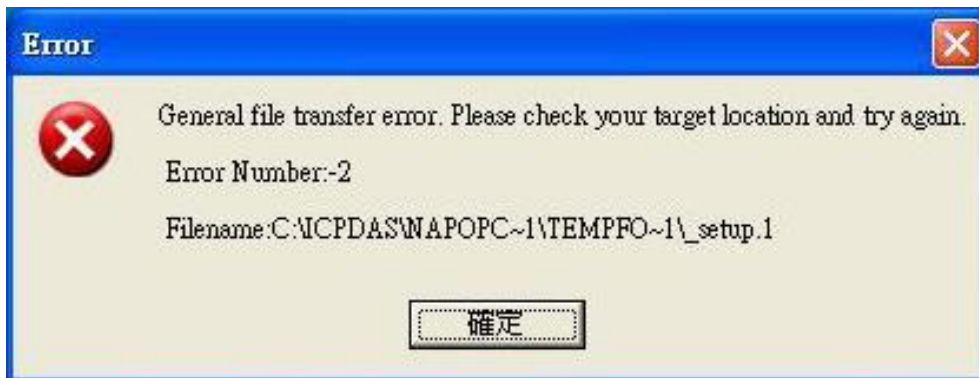 Error
General file transfer error. Please check your target location and try again.
Error Number:-2
Filename:C:\ICPDAS\NAPOPC~1\TEMPFO~1\_setup.1
確定